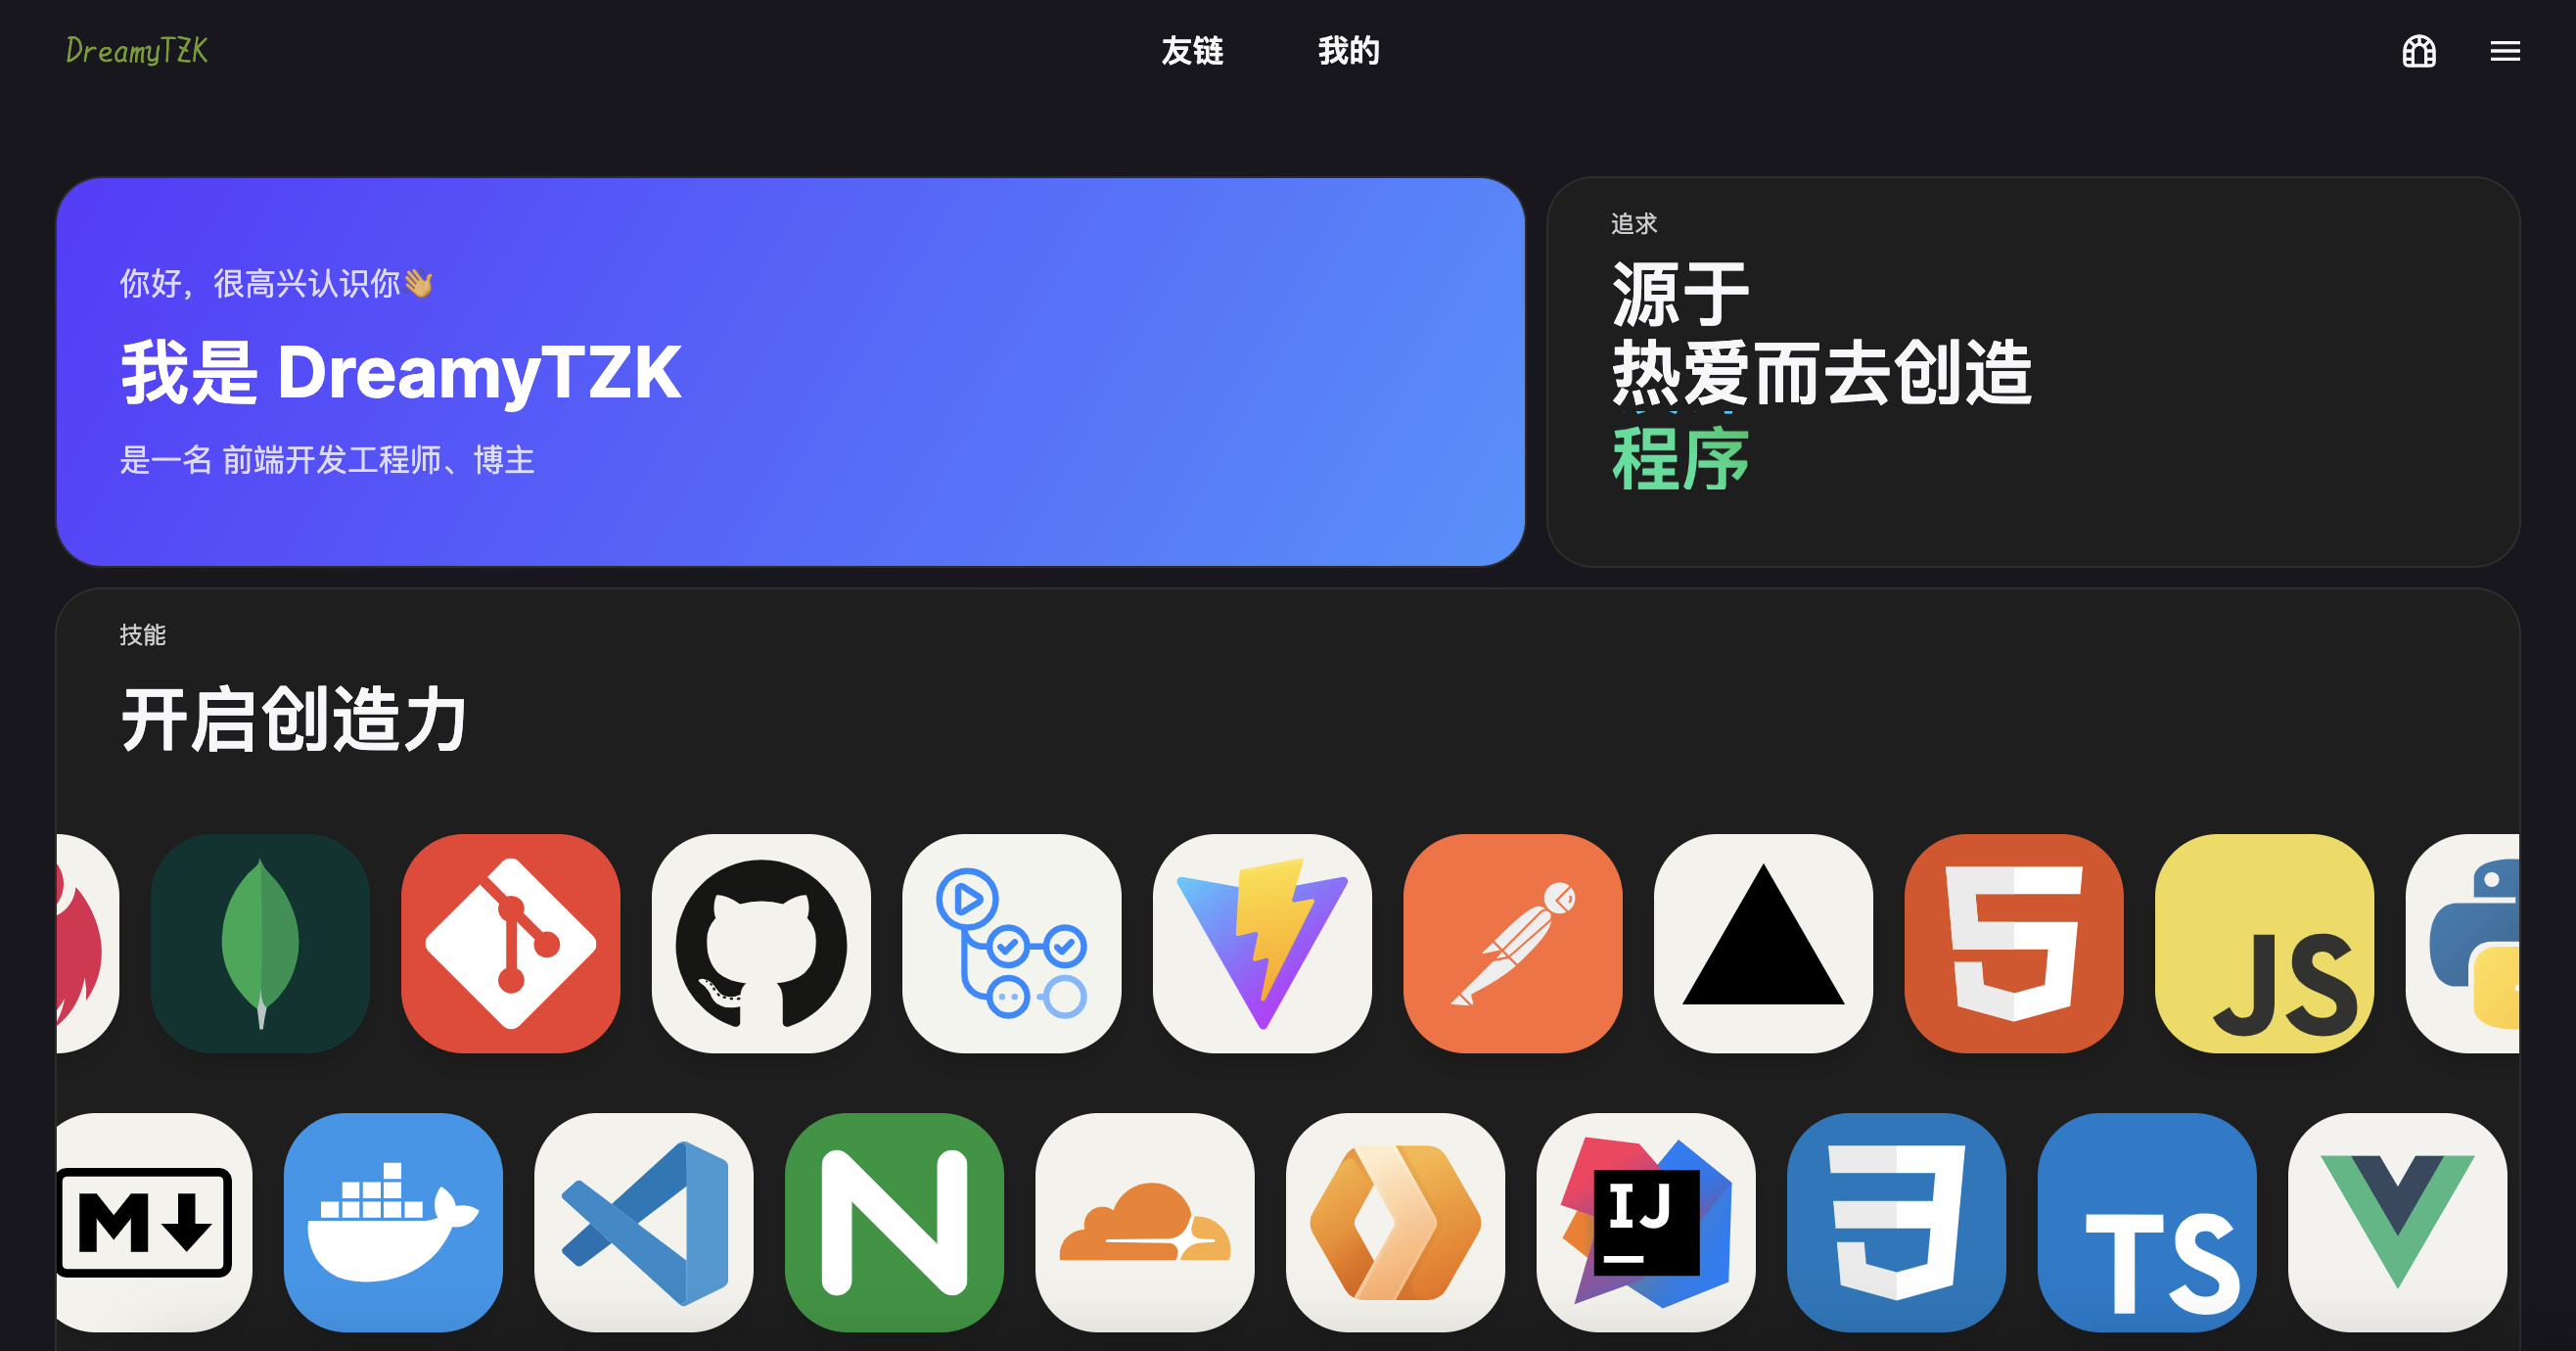 DreamyTZK
友链
我的
你好，很高兴认识你👋
我是 DreamyTZK
是一名 前端开发工程师、博主
追求
源于
热爱而去创造
程序
技能
开启创造力
JS
M
N
IJ
TS